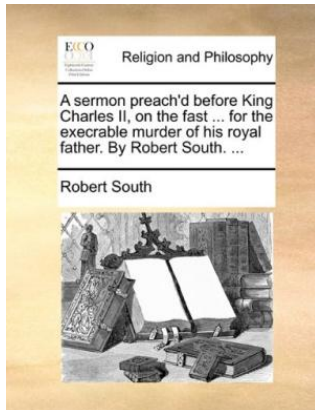 ECCO
Religion and Philosophy
A sermon preach'd before King
Charles II, on the fast ... for the
execrable murder of his royal
father. By Robert South. ...
Robert South